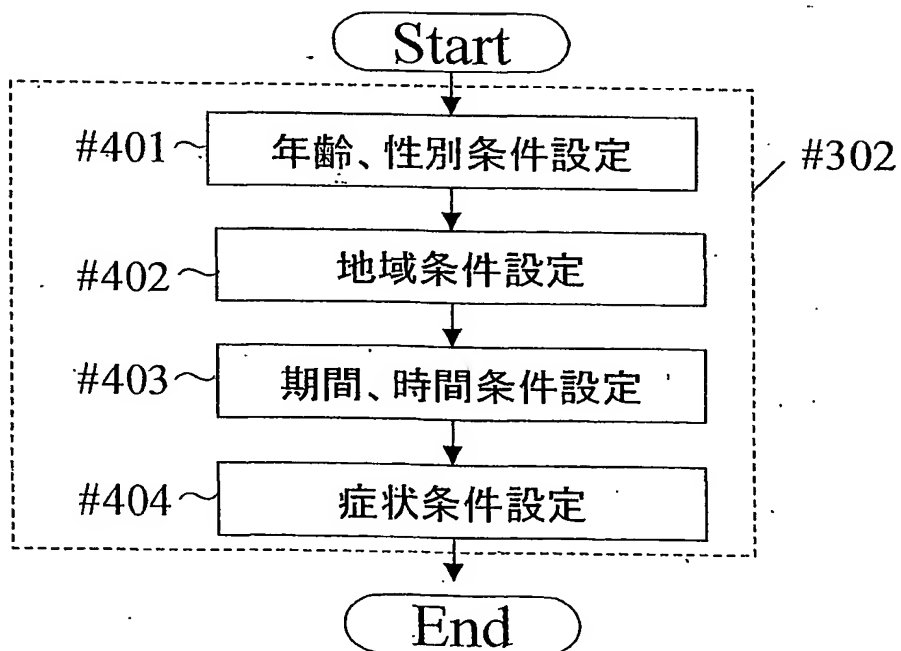 Start
#401 年齢、性別条件設定
#302
#402 地域条件設定
#403 期間、時間条件設定
#404 症状条件設定
End